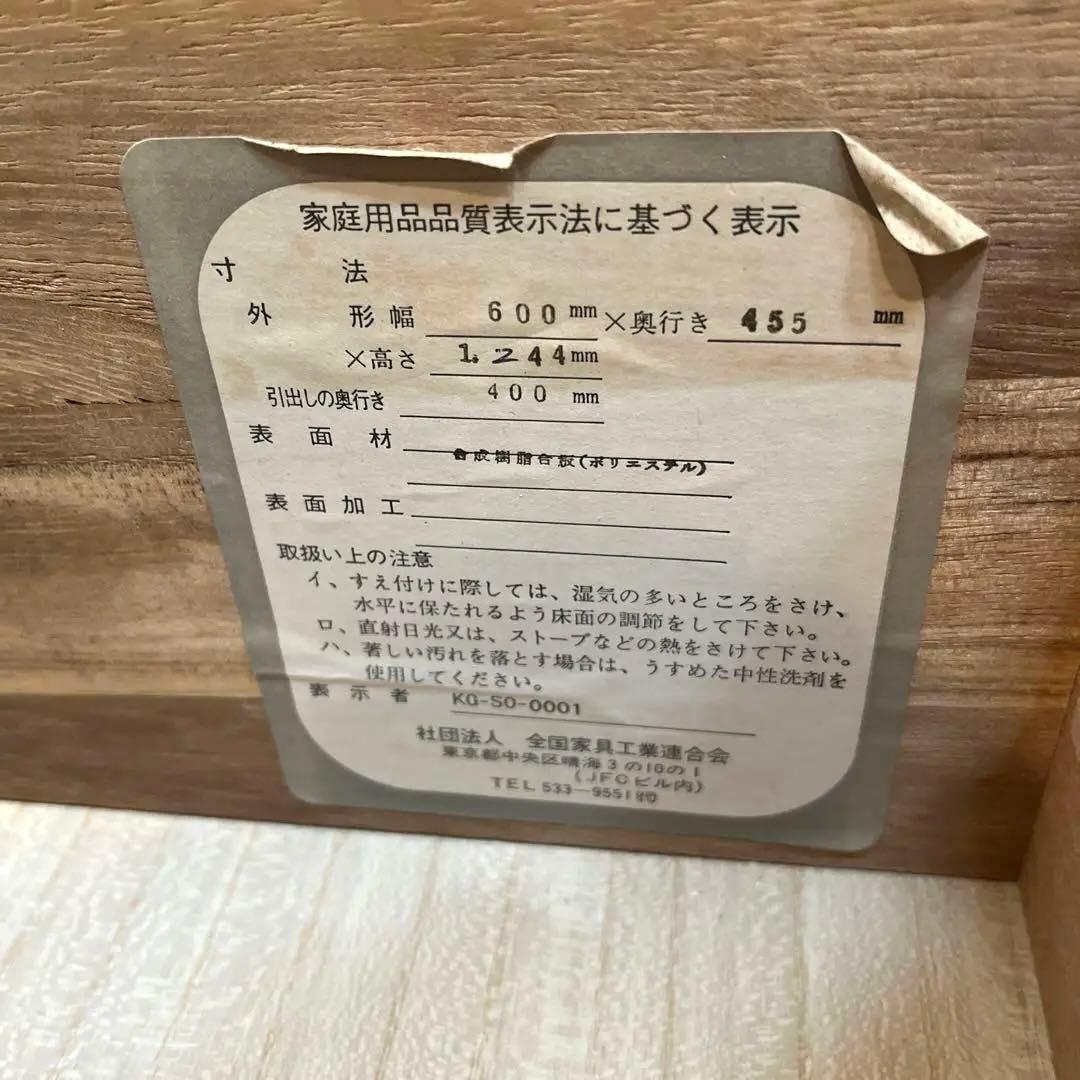 家庭用品品質表示法に基づく表示
寸法
外形幅 600mm×奥行き 455 mm
×高さ 1.244mm
引出しの奥行き 400 mm
表面材
合成樹脂合板(ポリエステル)
表面加工
取扱い上の注意
イ、すえ付けに際しては、湿気の多いところをさけ、
水平に保たれるよう床面の調節をして下さい。
ロ、直射日光又は、ストーブなどの熱をさけて下さい。
ハ、著しい汚れを落とす場合は、うすめた中性洗剤を
使用してください。
表示者 KG-SO-0001
社団法人 全国家具工業連合会
東京都中央区晴海3の10の1
(JFCビル内)
TEL 533-9551㈹